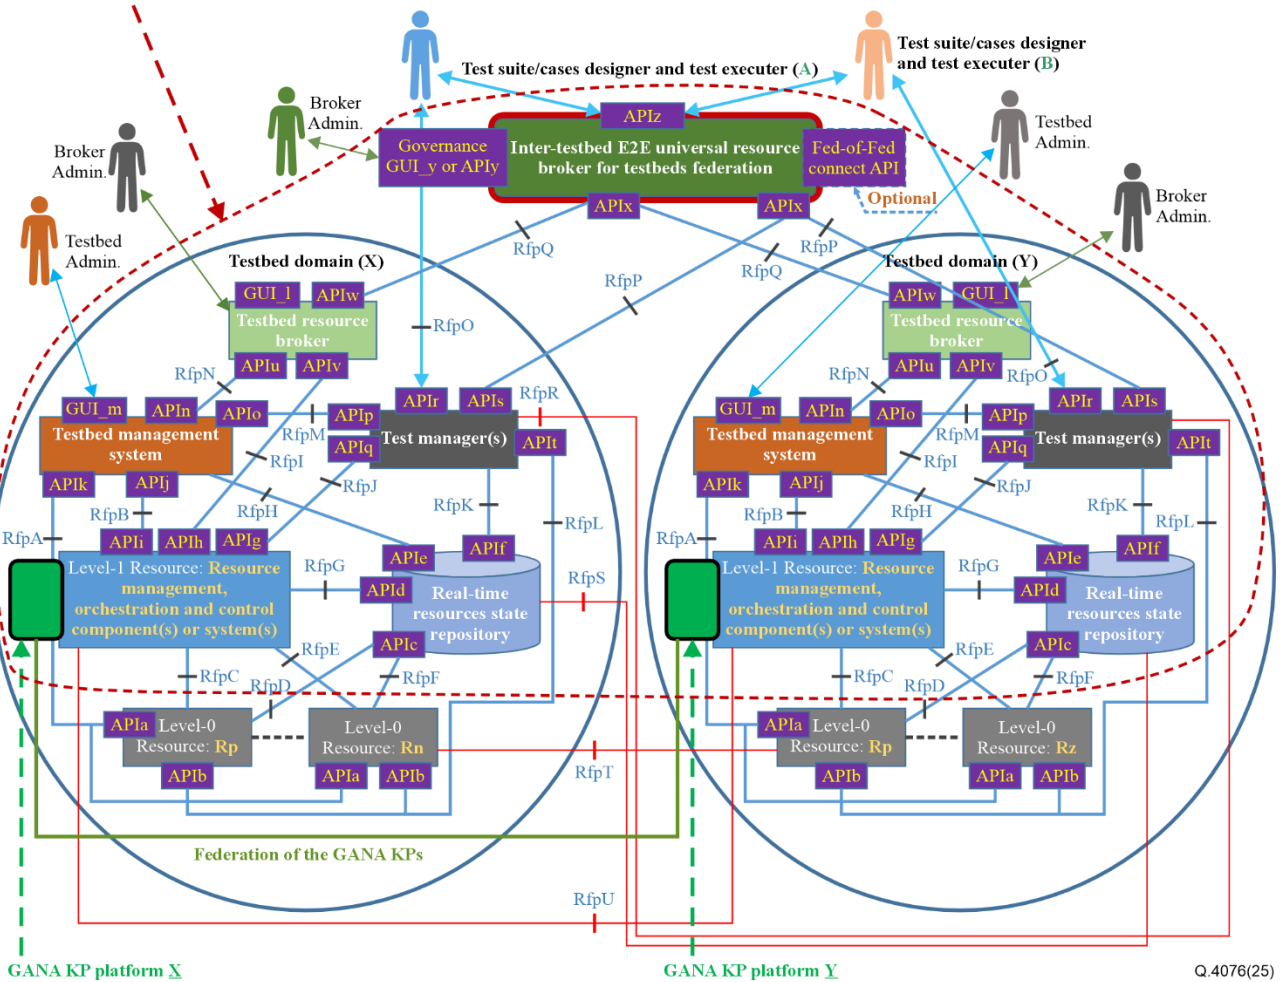 Test suite/cases designer and test executer (A)
Test suite/cases designer
and test executer (B)
Broker
Admin.
Testbed
Admin.
Broker
Admin.
Broker
Admin.
Testbed
Admin.
APIz
Governance
GUI_y or APIy
Inter-testbed E2E universal resource
broker for testbeds federation
Fed-of-Fed
connect API
Optional
APIx
APIx
RfpQ
RfpP
RfpQ
RfpP
Testbed domain (X)
GUI_l
APIw
Testbed resource
broker
APIu
APIv
RfpO
RfpN
GUI_m
APIn
APIo
APIp
APIr
APIs
RfpR
Testbed management
system
RfpM
APIq
Test manager(s)
APIt
RfpI
APIk
APIj
RfpH
RfpJ
RfpK
RfpL
RfpA
RfpB
APIi
APIh
APIg
APIe
APIf
Level-1 Resource: Resource
management,
orchestration and control
component(s) or system(s)
RfpG
APId
Real-time
resources state
repository
RfpS
APIc
RfpE
RfpC
RfpD
RfpF
APIa
Level-0
Resource: Rp
Level-0
Resource: Rn
APIb
APIa
APIb
RfpT
Testbed domain (Y)
APIw
GUI_l
Testbed resource
broker
APIu
APIv
RfpO
RfpN
GUI_m
APIn
APIo
APIp
APIr
APIs
Testbed management
system
RfpM
APIq
Test manager(s)
APIt
RfpI
APIk
APIj
RfpH
RfpJ
RfpK
RfpL
RfpA
RfpB
APIi
APIh
APIg
APIe
APIf
Level-1 Resource: Resource
management,
orchestration and control
component(s) or system(s)
RfpG
APId
Real-time
resources state
repository
APIc
RfpE
RfpC
RfpD
RfpF
APIa
Level-0
Resource: Rp
Level-0
Resource: Rz
APIb
APIa
APIb
Federation of the GANA KPs
RfpU
GANA KP platform X
GANA KP platform Y
Q.4076(25)